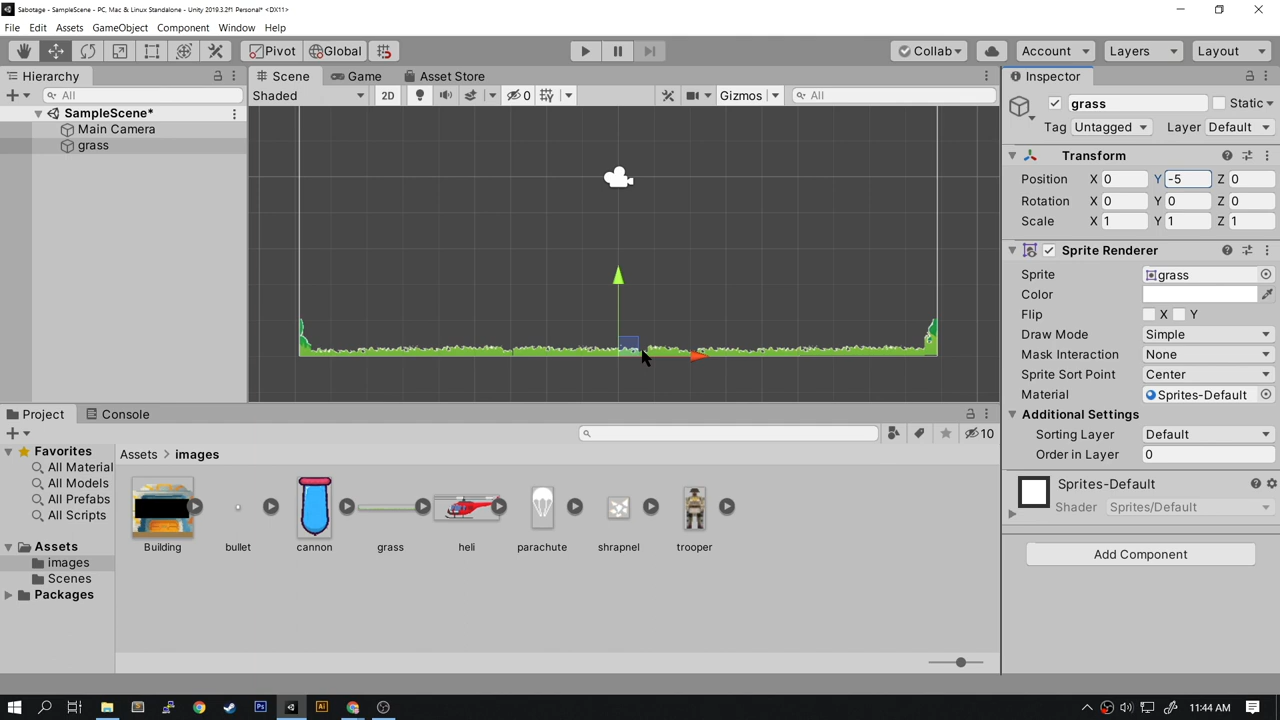 Sabotage - SampleScene - PC, Mac & Linux Standalone - Unity 2019.3.2f1 Personal* <DX11>
File Edit Assets GameObject Component Window Help
Pivot Global Collab Account Layers Layout
Hierarchy Scene Game Asset Store Inspector
All Shaded 2D 0 Gizmos All
SampleScene*
Main Camera
grass
grass Static
Tag Untagged Layer Default
Transform
Position X 0 Y -5 Z 0
Rotation X 0 Y 0 Z 0
Scale X 1 Y 1 Z 1
Sprite Renderer
Sprite grass
Color
Flip X Y
Draw Mode Simple
Mask Interaction None
Sprite Sort Point Center
Material Sprites-Default
Additional Settings
Sorting Layer Default
Order in Layer 0
Sprites-Default
Shader Sprites/Default
Add Component
Project Console
10
Favorites
All Material
All Models
All Prefabs
All Scripts
Assets
images
Scenes
Packages
Assets > images
Building bullet cannon grass heli parachute shrapnel trooper
11:44 AM